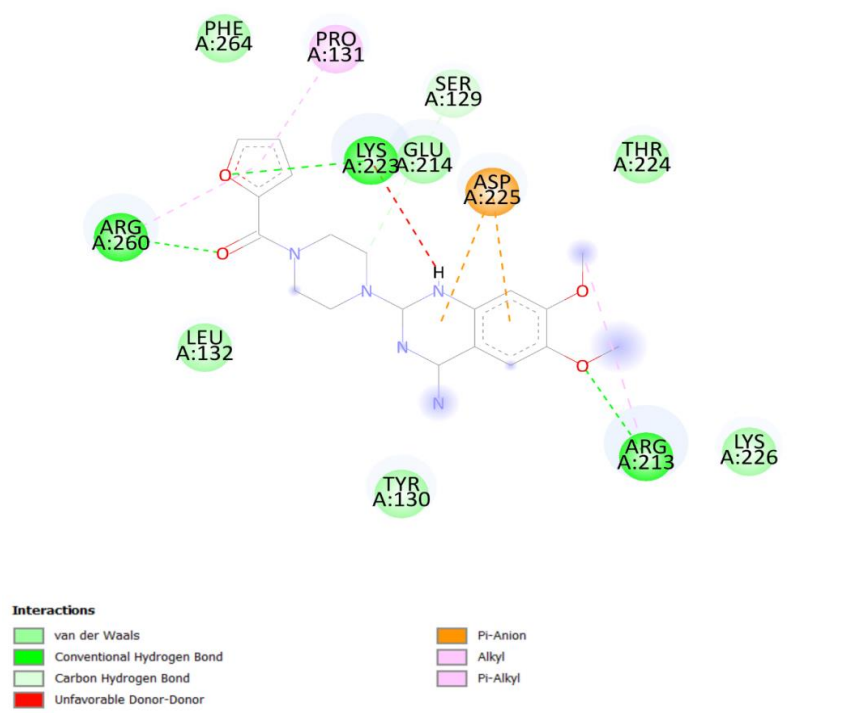 PHE
A:264
PRO
A:131
SER
A:129
LYS
A:223
GLU
A:214
THR
A:224
ASP
A:225
ARG
A:260
O
O
N
H
N
N
N
N
O
O
LEU
A:132
ARG
A:213
LYS
A:226
TYR
A:130
Interactions
van der Waals
Conventional Hydrogen Bond
Carbon Hydrogen Bond
Unfavorable Donor-Donor
Pi-Anion
Alkyl
Pi-Alkyl